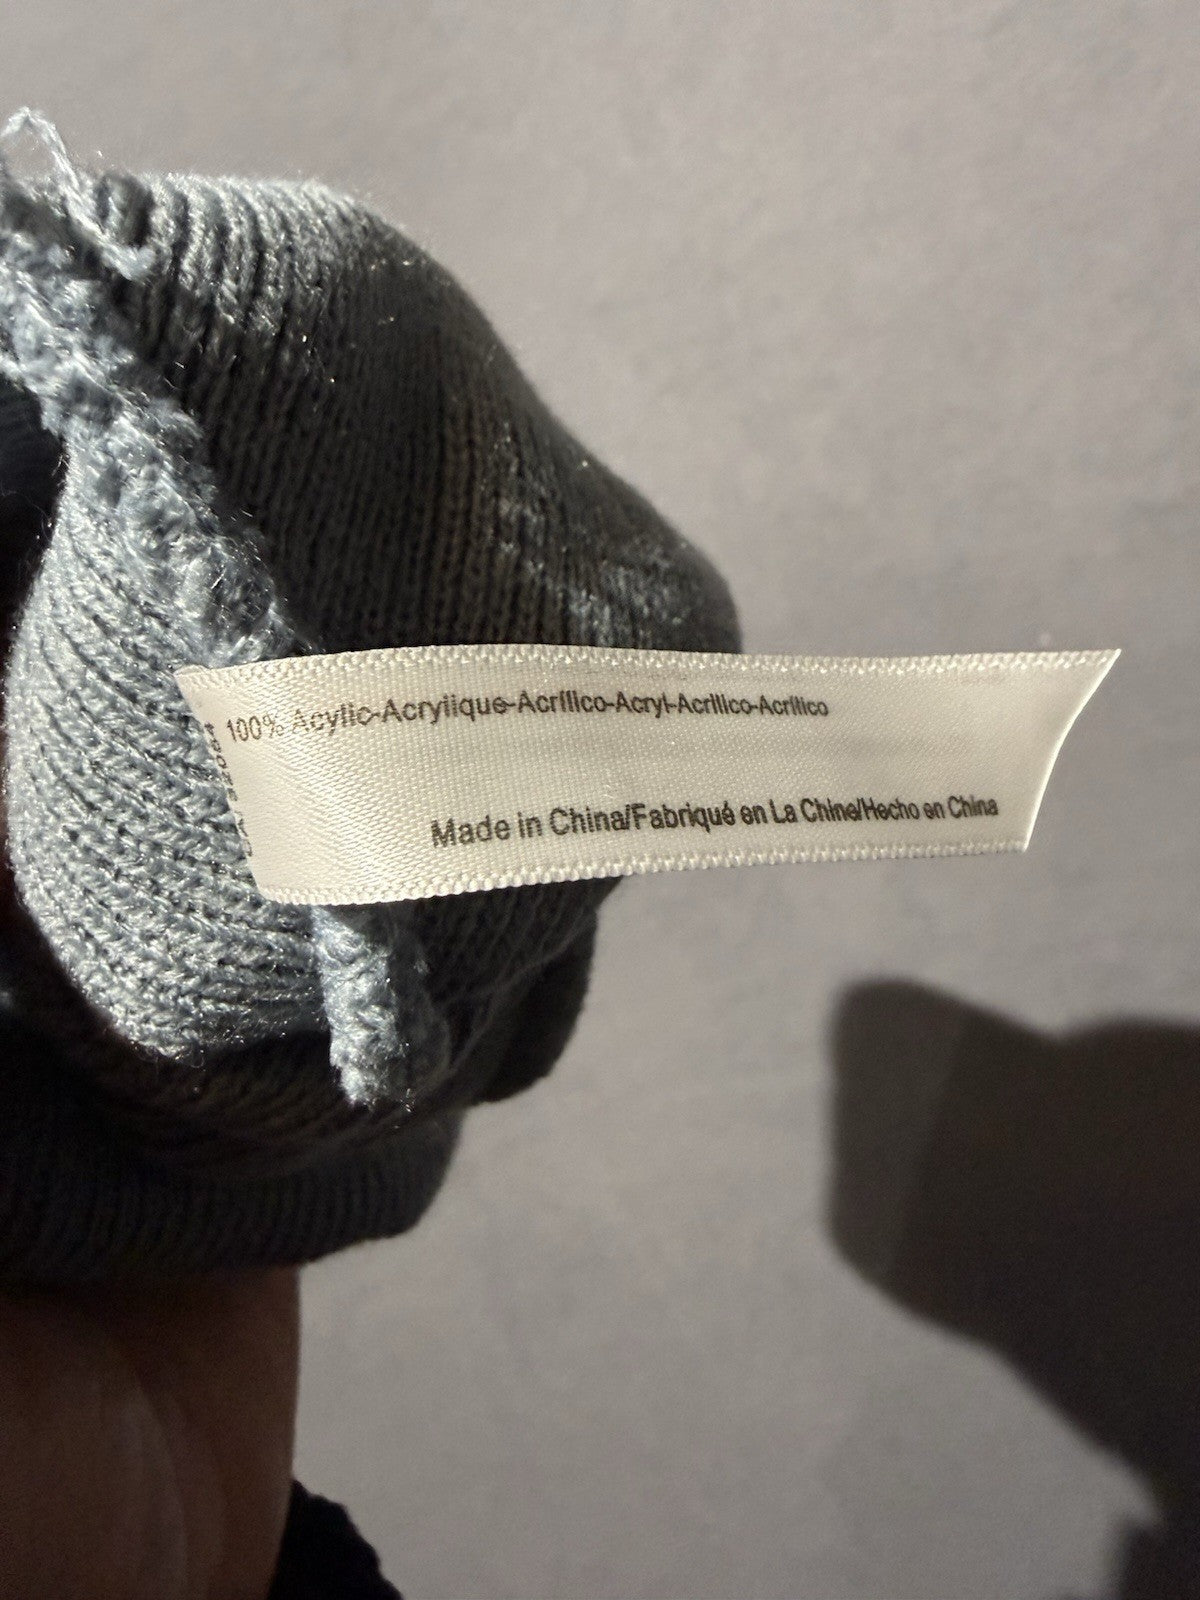 100% Acylic-Acrylique-Acrílico-Acryl-Acrilico-Acrílico
Made in China/Fabriqué en La Chine/Hecho en China